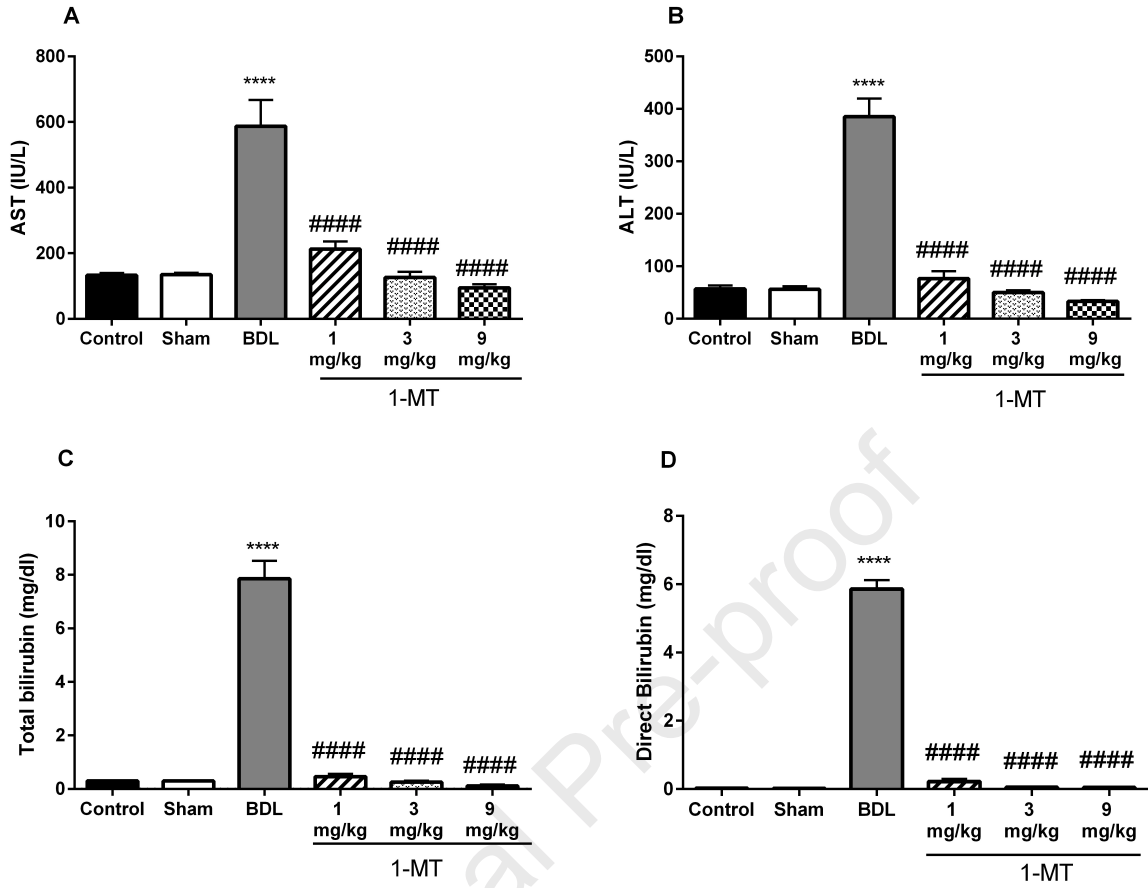 A
AST (IU/L)
800
600
400
200
0
****
####
####
####
Control Sham BDL 1 3 9
mg/kg mg/kg mg/kg
1-MT
B
ALT (IU/L)
500
400
300
200
100
0
****
####
####
####
Control Sham BDL 1 3 9
mg/kg mg/kg mg/kg
1-MT
C
Total bilirubin (mg/dl)
10
8
6
4
2
0
****
####
####
####
Control Sham BDL 1 3 9
mg/kg mg/kg mg/kg
1-MT
D
Direct Bilirubin (mg/dl)
8
6
4
2
0
****
####
####
####
Control Sham BDL 1 3 9
mg/kg mg/kg mg/kg
1-MT
al Pre-proof